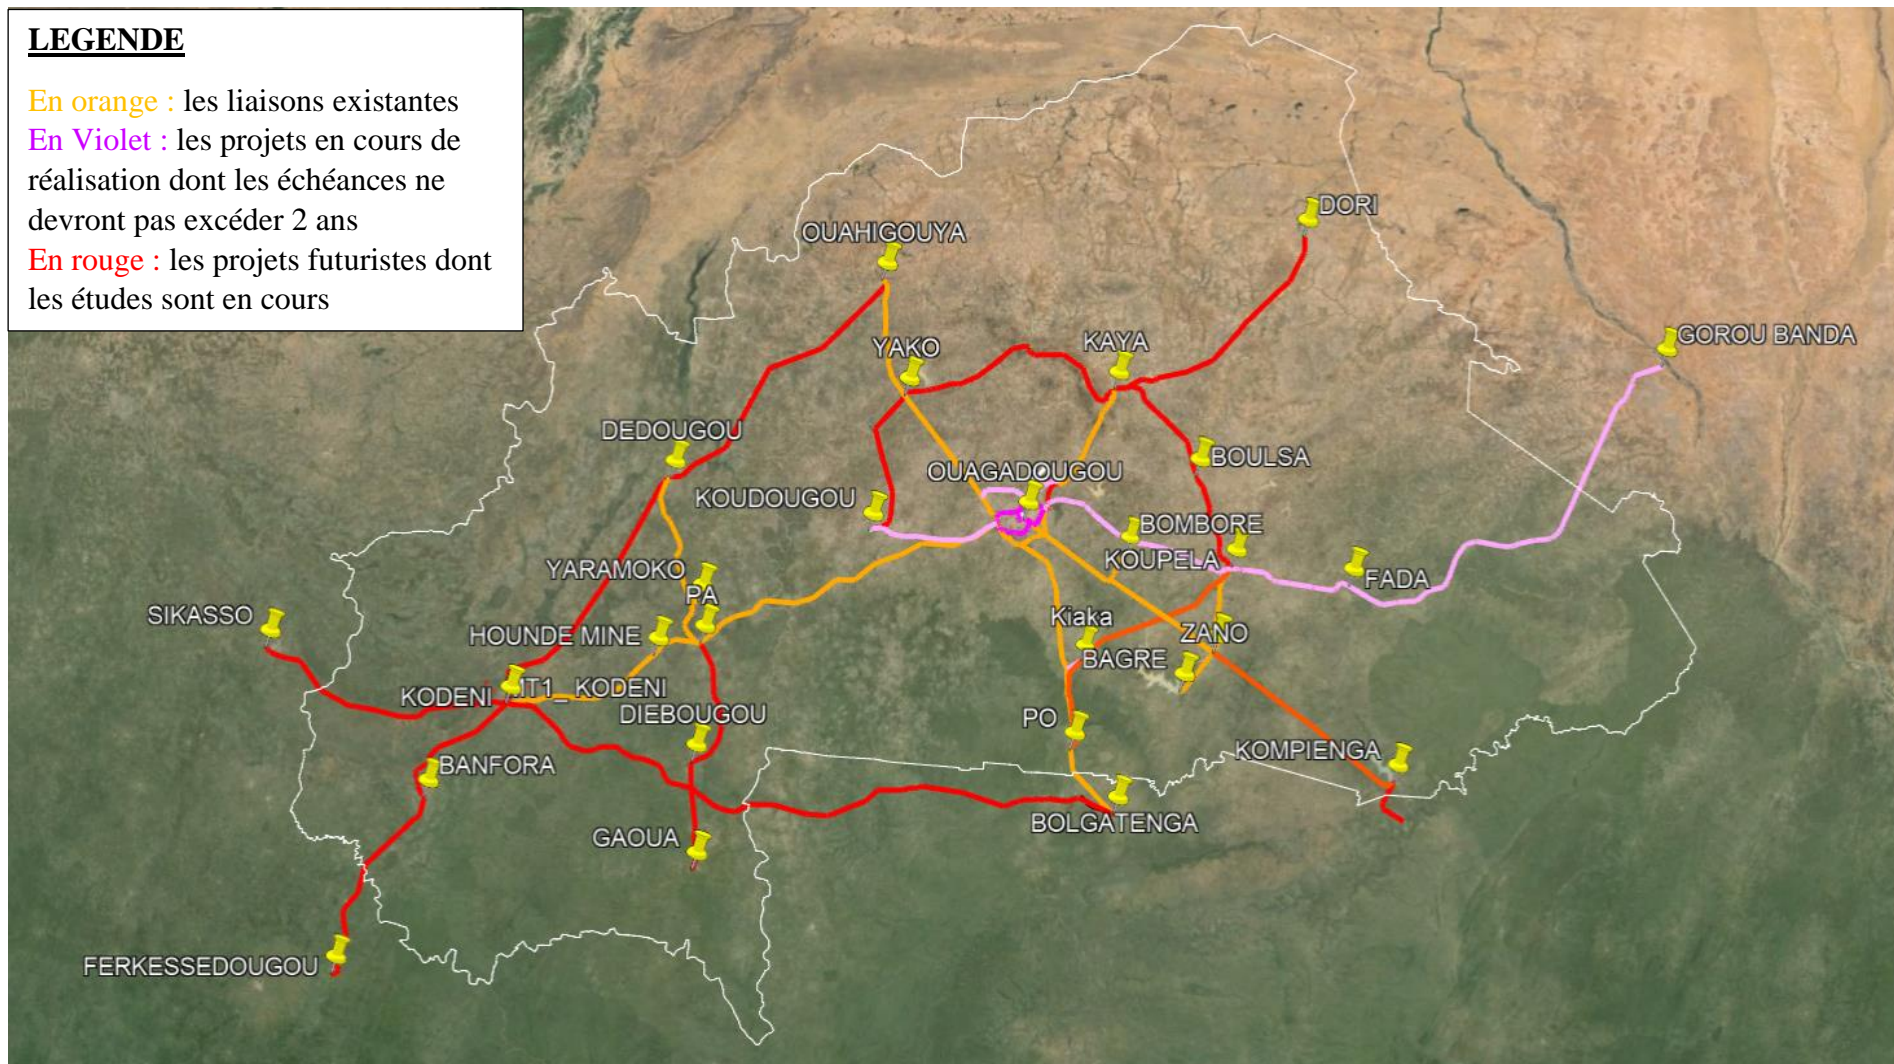 LEGENDE
En orange : les liaisons existantes
En Violet : les projets en cours de
réalisation dont les échéances ne
devront pas excéder 2 ans
En rouge : les projets futuristes dont
les études sont en cours
DORI
OUAHIGOUYA
GOROU BANDA
YAKO
KAYA
DEDOUGOU
BOULSA
OUAGADOUGOU
KOUDOUGOU
BOMBORE
KOUPELA
YARAMOKO
FADA
PA
SIKASSO
Kiaka
HOUNDE MINE
ZANO
BAGRE
KODENI
IT1_ KODENI
DIEBOUGOU
PO
KOMPIENGA
BANFORA
BOLGATENGA
GAOUA
FERKESSEDOUGOU